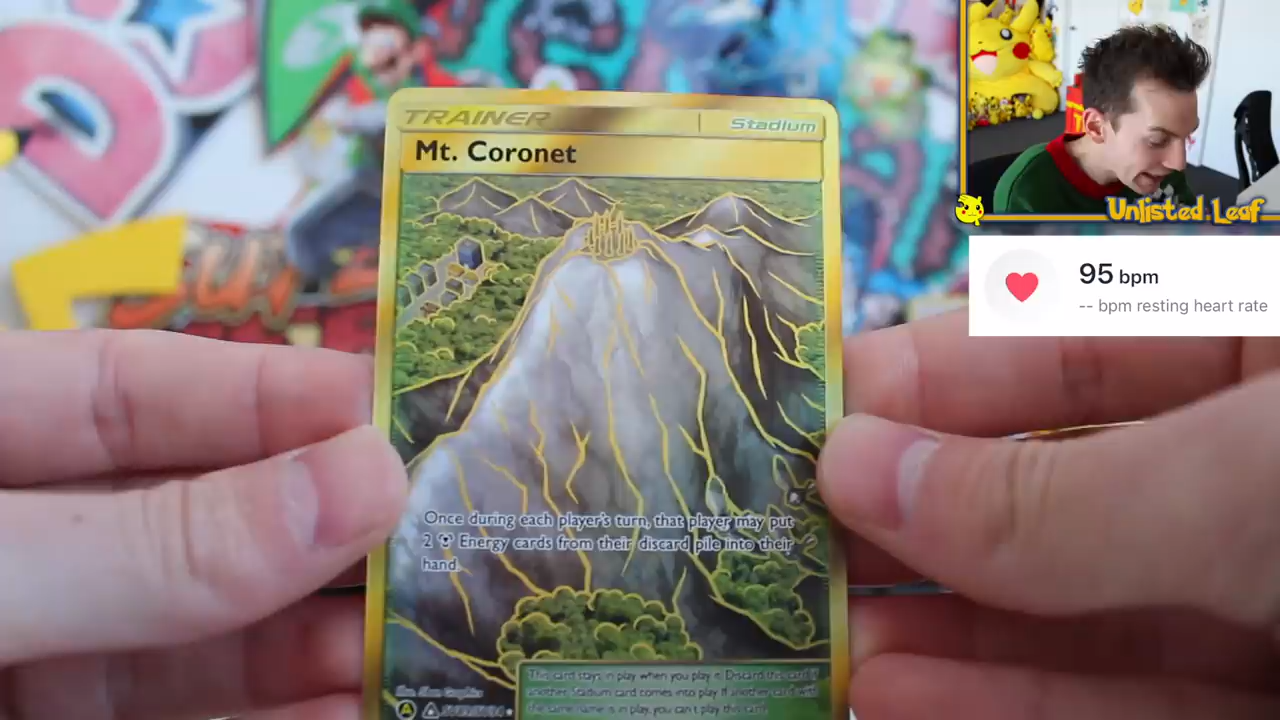 TRAINER
Stadium
Mt. Coronet
Once during each player's turn, that player may put
2 Energy cards from their discard pile into their
hand.
This card stays in play when you play it. Discard this card if
another Stadium card comes into play. If another card with
the same name is in play, you can't play this card.
Unlisted Leaf
95 bpm
-- bpm resting heart rate